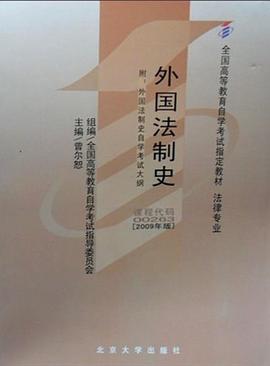 全国高等教育自学考试指定教材 法律专业
外国法制史
附：外国法制史自学考试大纲
课程代码
00263
[2009年版]
组编/全国高等教育自学考试指导委员会
主编/曾尔恕
北京大学出版社